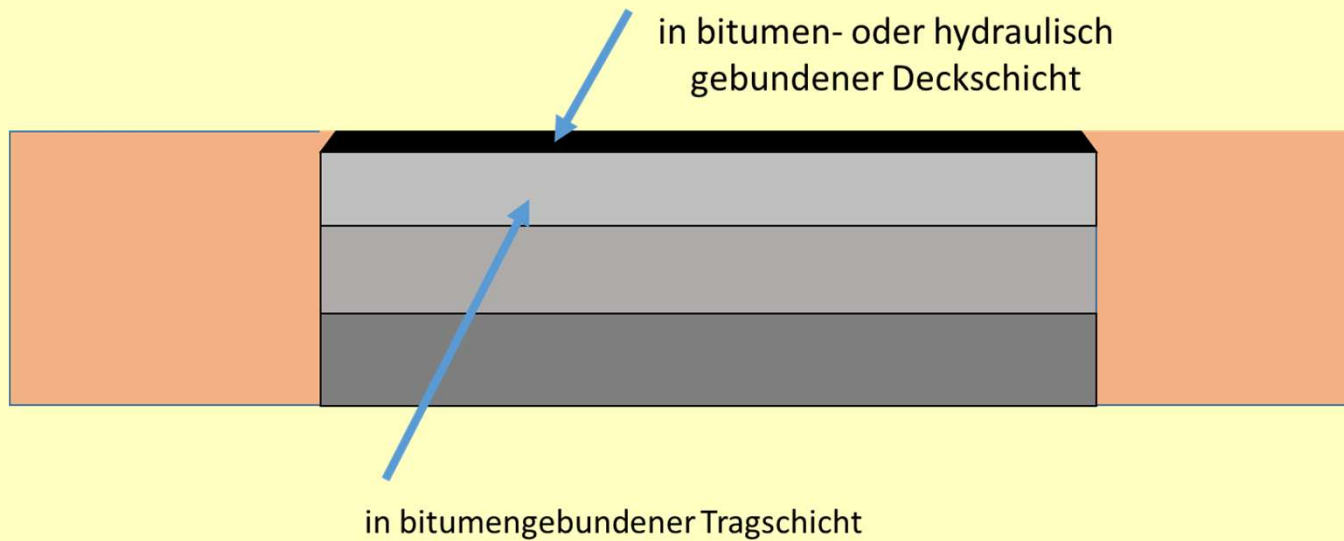 in bitumen- oder hydraulisch
gebundener Deckschicht
in bitumengebundener Tragschicht